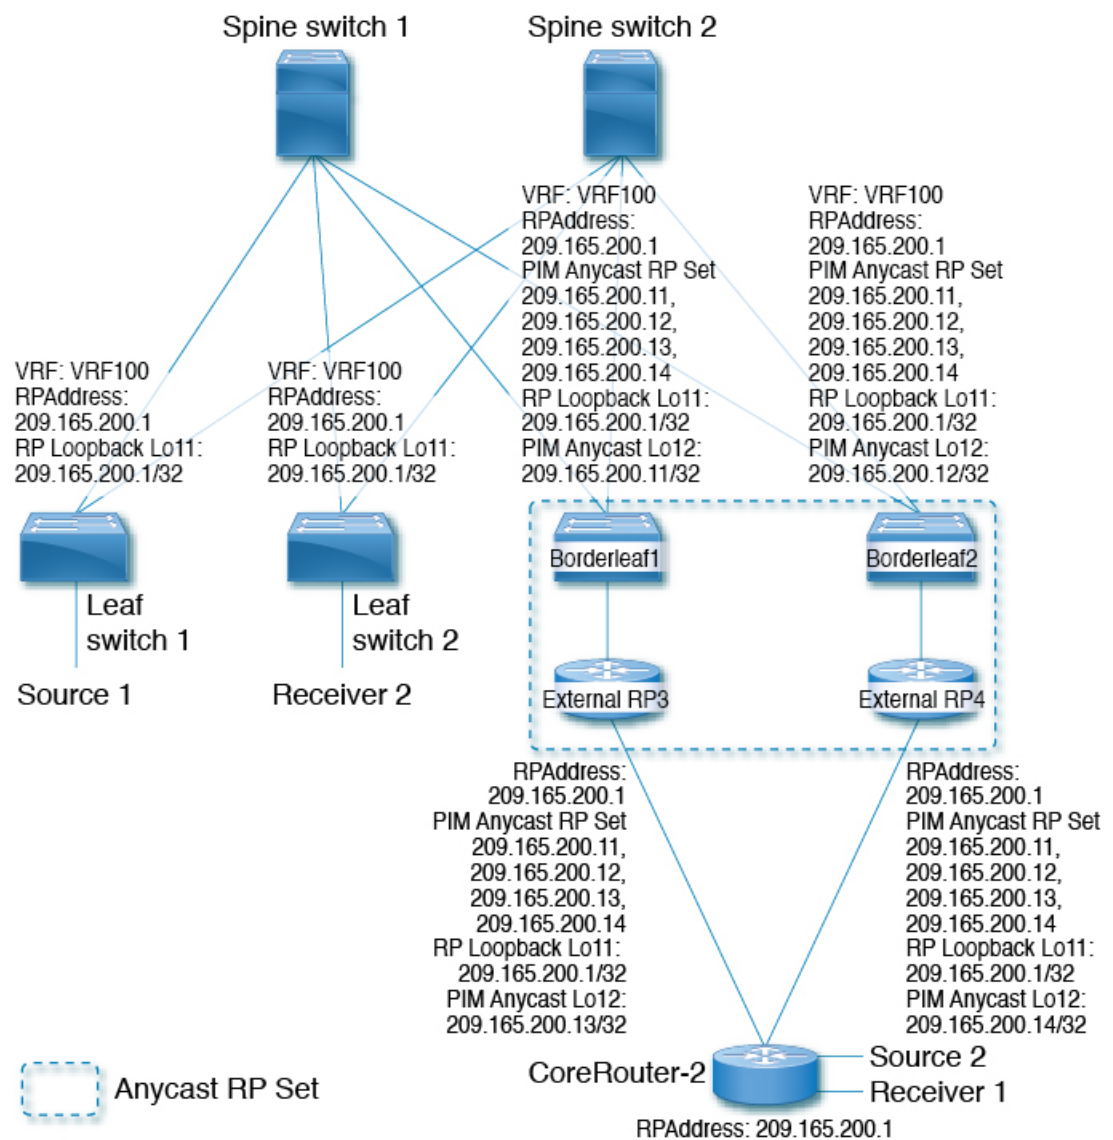 Spine switch 1
Spine switch 2
VRF: VRF100
RPAddress:
209.165.200.1
PIM Anycast RP Set
209.165.200.11,
209.165.200.12,
209.165.200.13,
209.165.200.14
RP Loopback Lo11:
209.165.200.1/32
PIM Anycast Lo12:
209.165.200.11/32
VRF: VRF100
RPAddress:
209.165.200.1
PIM Anycast RP Set
209.165.200.11,
209.165.200.12,
209.165.200.13,
209.165.200.14
RP Loopback Lo11:
209.165.200.1/32
PIM Anycast Lo12:
209.165.200.12/32
VRF: VRF100
RPAddress:
209.165.200.1
RP Loopback Lo11:
209.165.200.1/32
VRF: VRF100
RPAddress:
209.165.200.1
RP Loopback Lo11:
209.165.200.1/32
Borderleaf1
Borderleaf2
Leaf
switch 1
Leaf
switch 2
Source 1
Receiver 2
External RP3
External RP4
RPAddress:
209.165.200.1
PIM Anycast RP Set
209.165.200.11,
209.165.200.12,
209.165.200.13,
209.165.200.14
RP Loopback Lo11:
209.165.200.1/32
PIM Anycast Lo12:
209.165.200.13/32
RPAddress:
209.165.200.1
PIM Anycast RP Set
209.165.200.11,
209.165.200.12,
209.165.200.13,
209.165.200.14
RP Loopback Lo11:
209.165.200.1/32
PIM Anycast Lo12:
209.165.200.14/32
Anycast RP Set
CoreRouter-2
Source 2
Receiver 1
RPAddress: 209.165.200.1